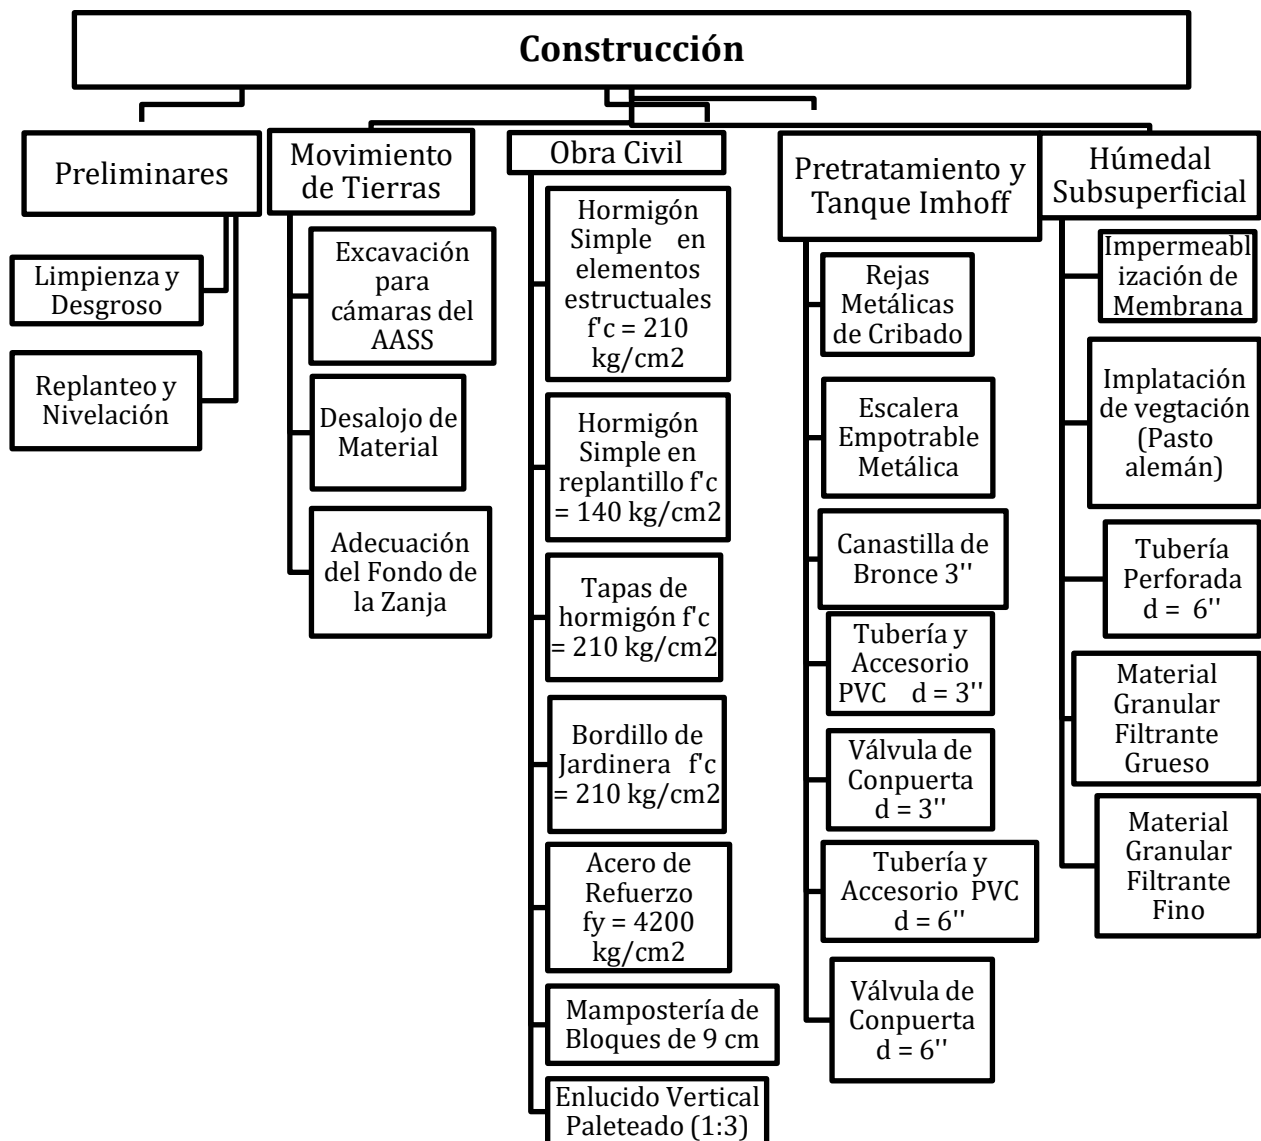 Construcción
Preliminares
Limpienza y
Desgroso
Replanteo y
Nivelación
Movimiento
de Tierras
Excavación
para
cámaras del
AASS
Desalojo de
Material
Adecuación
del Fondo de
la Zanja
Obra Civil
Hormigón
Simple en
elementos
estructuales
f'c = 210
kg/cm2
Hormigón
Simple en
replantillo f'c
= 140 kg/cm2
Tapas de
hormigón f'c
= 210 kg/cm2
Bordillo de
Jardinera f'c
= 210 kg/cm2
Acero de
Refuerzo
fy = 4200
kg/cm2
Mampostería de
Bloques de 9 cm
Enlucido Vertical
Paleteado (1:3)
Pretratamiento y
Tanque Imhoff
Rejas
Metálicas
de Cribado
Escalera
Empotrable
Metálica
Canastilla de
Bronce 3''
Tubería y
Accesorio
PVC d = 3''
Válvula de
Conpuerta
d = 3''
Tubería y
Accesorio PVC
d = 6''
Válvula de
Conpuerta
d = 6''
Húmedal
Subsuperficial
Impermeabl
ización de
Membrana
Implatación
de vegtación
(Pasto
alemán)
Tubería
Perforada
d = 6''
Material
Granular
Filtrante
Grueso
Material
Granular
Filtrante
Fino